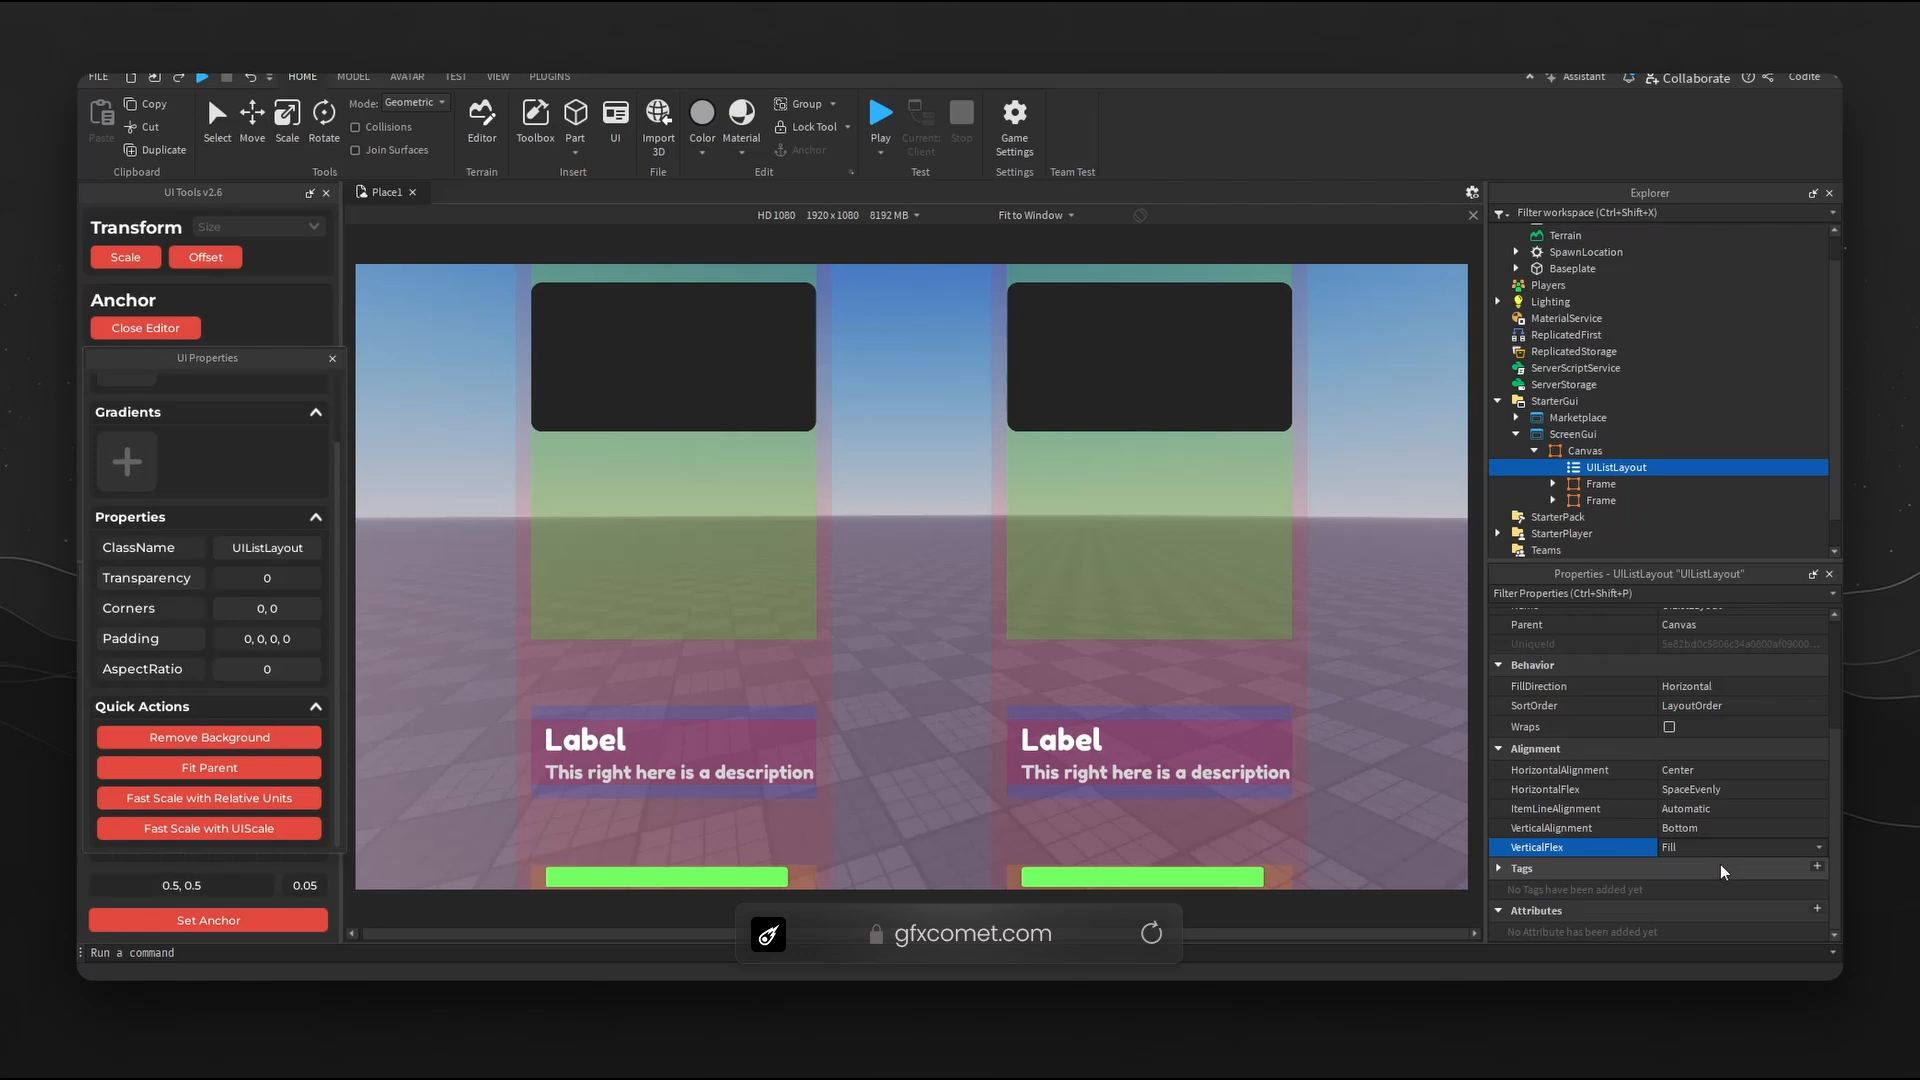 FILE HOME MODEL AVATAR TEST VIEW PLUGINS Assistant Collaborate Codite
Paste Copy Cut Duplicate Clipboard
Select Move Scale Rotate Mode: Geometric Collisions Join Surfaces Tools
Editor Terrain
Toolbox Part UI Insert
Import 3D File
Color Material Group Lock Tool Anchor Edit
Play Current: Client Stop Test
Game Settings Settings
Team Test
UI Tools v2.6
Transform Size
Scale Offset
Anchor
Close Editor
UI Properties
Gradients
Properties
ClassName UIListLayout
Transparency 0
Corners 0, 0
Padding 0, 0, 0, 0
AspectRatio 0
Quick Actions
Remove Background
Fit Parent
Fast Scale with Relative Units
Fast Scale with UIScale
0.5, 0.5 0.05
Set Anchor
Run a command
Place1
HD 1080 1920 x 1080 8192 MB Fit to Window
Label
This right here is a description
Label
This right here is a description
gfxcomet.com
Explorer
Filter workspace (Ctrl+Shift+X)
Terrain
SpawnLocation
Baseplate
Players
Lighting
MaterialService
ReplicatedFirst
ReplicatedStorage
ServerScriptService
ServerStorage
StarterGui
Marketplace
ScreenGui
Canvas
UIListLayout
Frame
Frame
StarterPack
StarterPlayer
Teams
Properties - UIListLayout "UIListLayout"
Filter Properties (Ctrl+Shift+P)
Parent Canvas
UniqueId
Behavior
FillDirection Horizontal
SortOrder LayoutOrder
Wraps
Alignment
HorizontalAlignment Center
HorizontalFlex SpaceEvenly
ItemLineAlignment Automatic
VerticalAlignment Bottom
VerticalFlex Fill
Tags
No Tags have been added yet
Attributes
No Attribute has been added yet